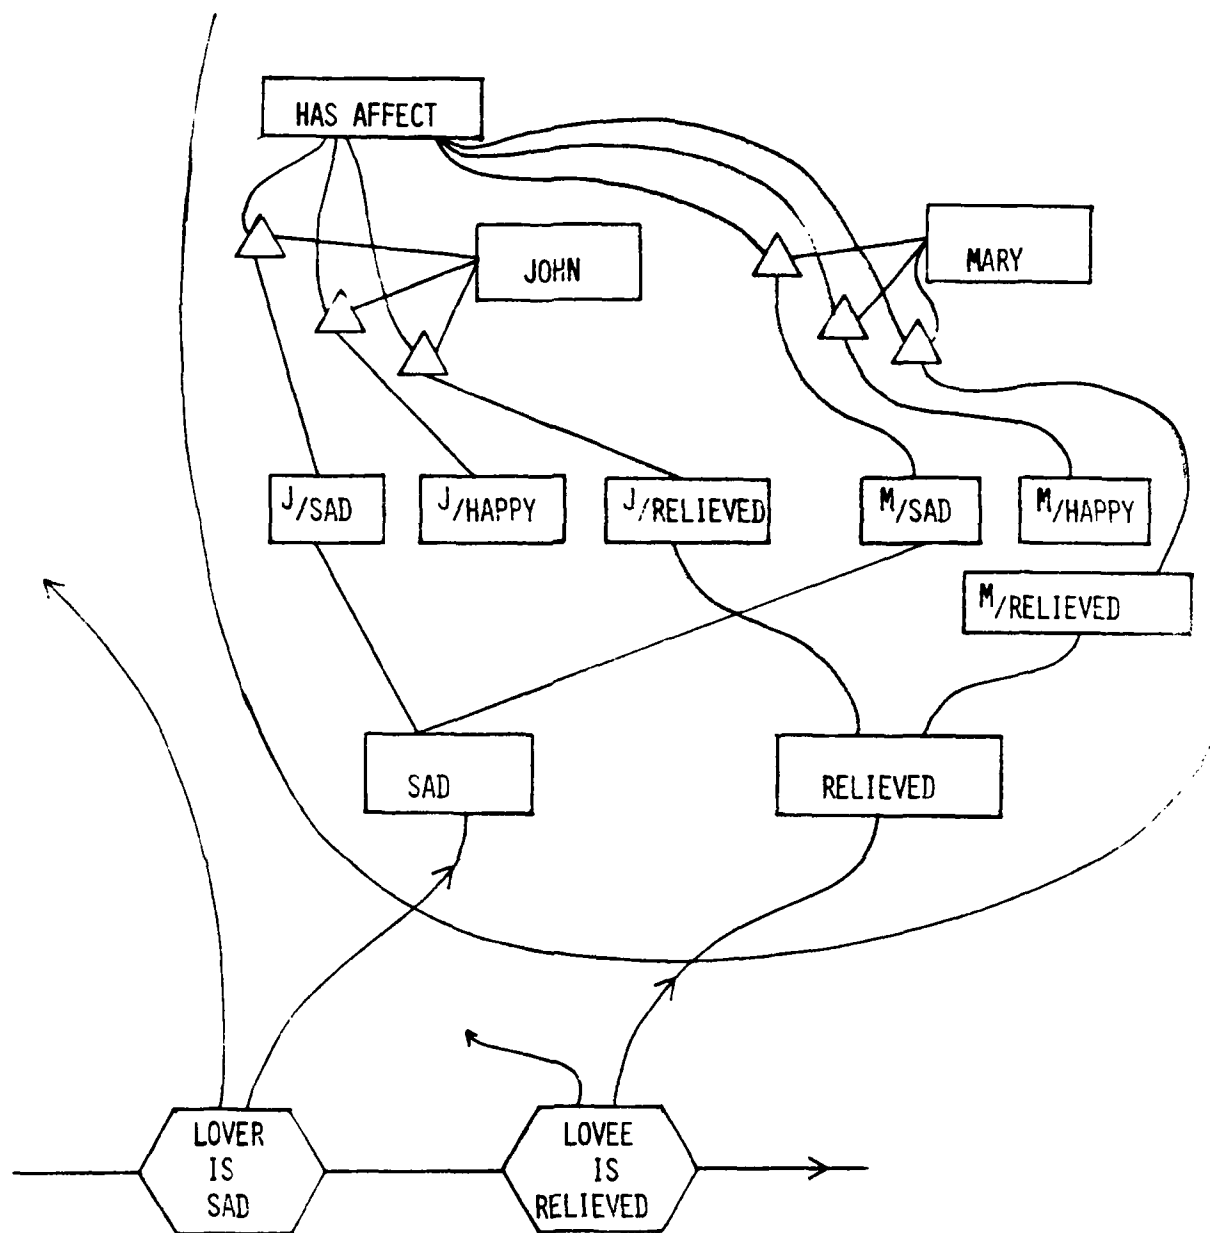 HAS AFFECT
JOHN
MARY
J/SAD
J/HAPPY
J/RELIEVED
M/SAD
M/HAPPY
M/RELIEVED
SAD
RELIEVED
LOVER
IS
SAD
LOVEE
IS
RELIEVED